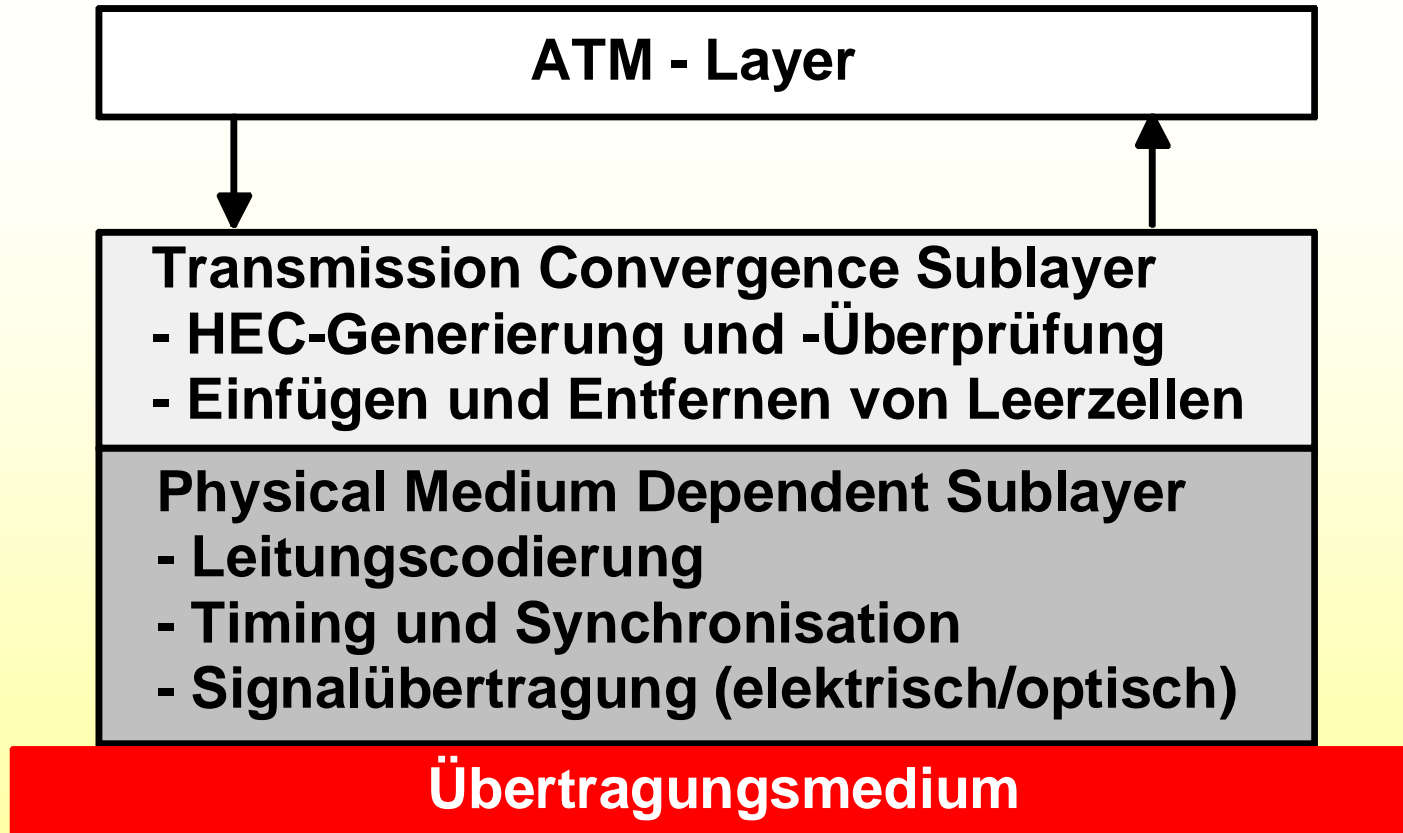 ATM - Layer
Transmission Convergence Sublayer
- HEC-Generierung und -Überprüfung
- Einfügen und Entfernen von Leerzellen
Physical Medium Dependent Sublayer
- Leitungscodierung
- Timing und Synchronisation
- Signalübertragung (elektrisch/optisch)
Übertragungsmedium